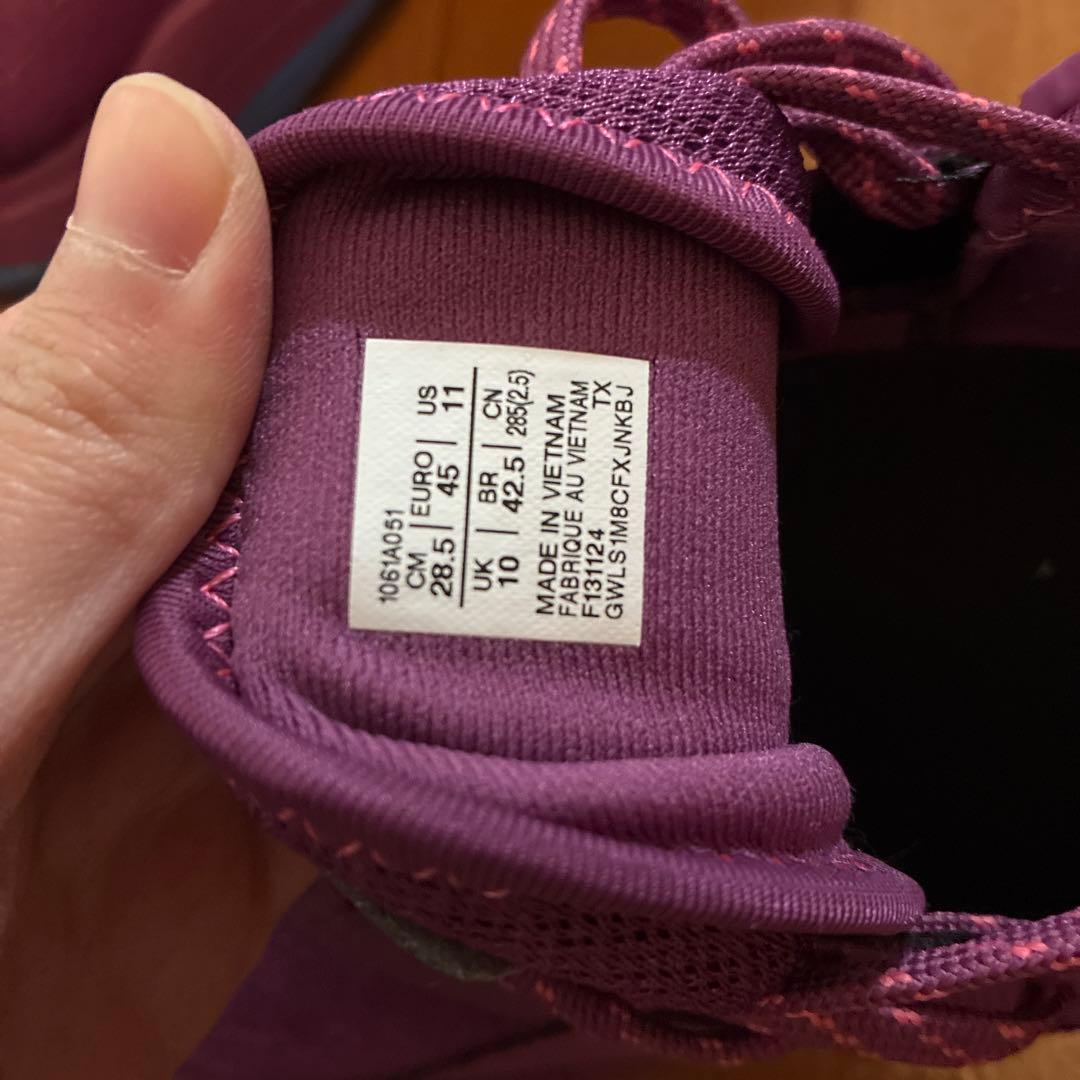 1061A051
CM | EURO | US
28.5 | 45 | 11
UK | BR | CN
10 | 42.5 | 285(2.5)
MADE IN VIETNAM
FABRIQUE AU VIETNAM
F131124 TX
GWLS1M8CFXJNKBJ